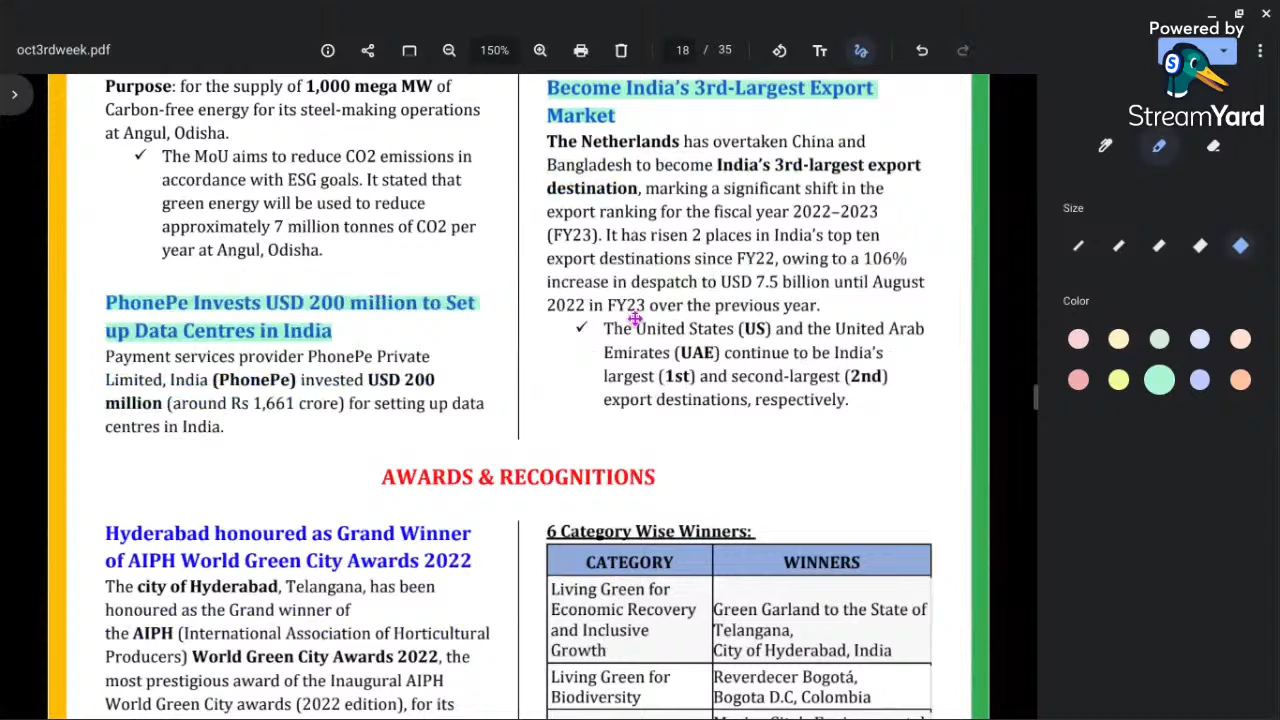 Powered by
StreamYard
oct3rdweek.pdf
150%
18 / 35
Size
Color
Purpose: for the supply of 1,000 mega MW of
Carbon-free energy for its steel-making operations
at Angul, Odisha.
✓ The MoU aims to reduce CO2 emissions in
accordance with ESG goals. It stated that
green energy will be used to reduce
approximately 7 million tonnes of CO2 per
year at Angul, Odisha.
PhonePe Invests USD 200 million to Set
up Data Centres in India
Payment services provider PhonePe Private
Limited, India (PhonePe) invested USD 200
million (around Rs 1,661 crore) for setting up data
centres in India.
Become India's 3rd-Largest Export
Market
The Netherlands has overtaken China and
Bangladesh to become India's 3rd-largest export
destination, marking a significant shift in the
export ranking for the fiscal year 2022–2023
(FY23). It has risen 2 places in India's top ten
export destinations since FY22, owing to a 106%
increase in despatch to USD 7.5 billion until August
2022 in FY23 over the previous year.
✓ The United States (US) and the United Arab
Emirates (UAE) continue to be India's
largest (1st) and second-largest (2nd)
export destinations, respectively.
AWARDS & RECOGNITIONS
Hyderabad honoured as Grand Winner
of AIPH World Green City Awards 2022
The city of Hyderabad, Telangana, has been
honoured as the Grand winner of
the AIPH (International Association of Horticultural
Producers) World Green City Awards 2022, the
most prestigious award of the Inaugural AIPH
World Green City awards (2022 edition), for its
6 Category Wise Winners:
CATEGORY WINNERS
Living Green for
Economic Recovery
and Inclusive
Growth
Green Garland to the State of
Telangana,
City of Hyderabad, India
Living Green for
Biodiversity
Reverdecer Bogotá,
Bogota D.C, Colombia